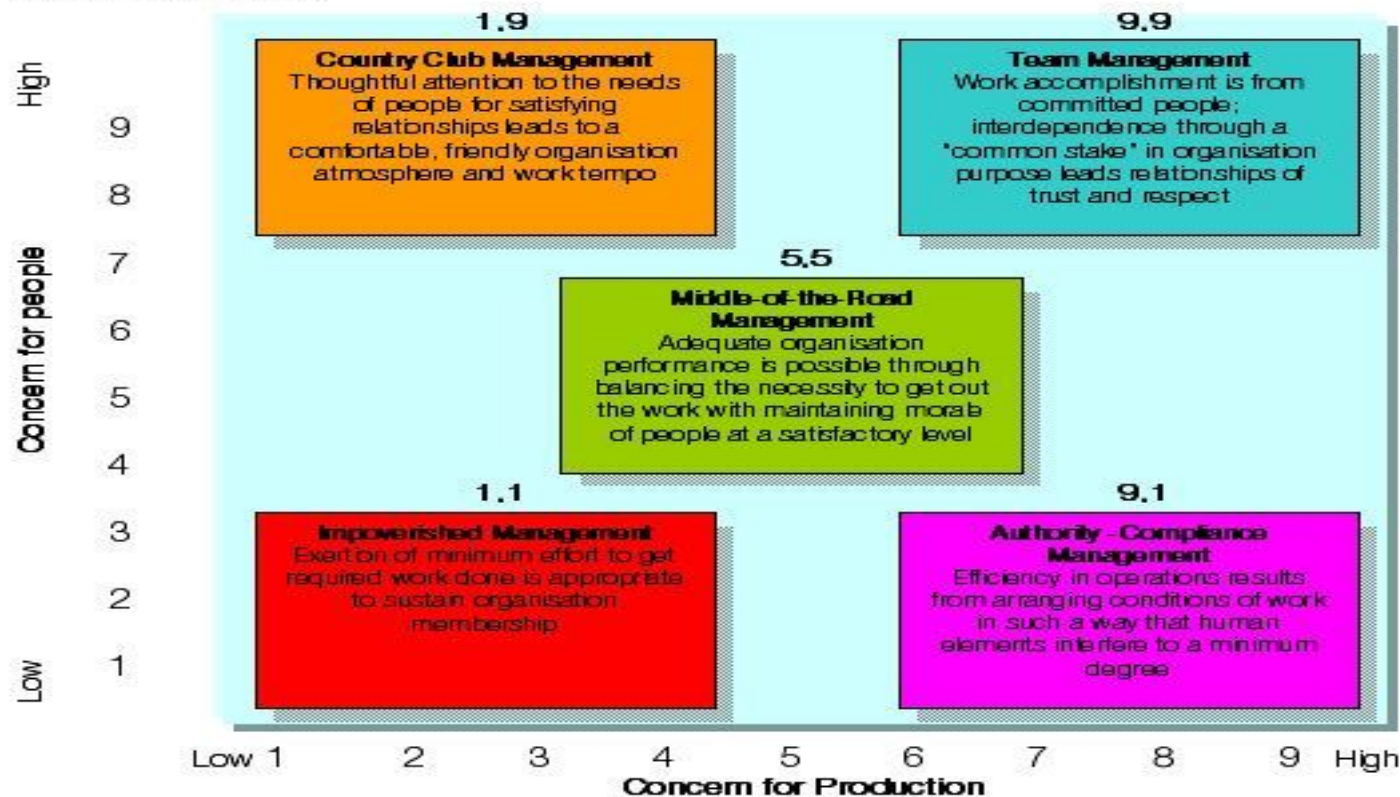 1,9
Country Club Management
Thoughtful attention to the needs
of people for satisfying
relationships leads to a
comfortable, friendly organisation
atmosphere and work tempo
9,9
Team Management
Work accomplishment is from
committed people;
interdependence through a
"common stake" in organisation
purpose leads relationships of
trust and respect
5,5
Middle-of-the-Road
Management
Adequate organisation
performance is possible through
balancing the necessity to get out
the work with maintaining morale
of people at a satisfactory level
1,1
Impoverished Management
Exertion of minimum effort to get
required work done is appropriate
to sustain organisation
membership
9,1
Authority -Compliance
Management
Efficiency in operations results
from arranging conditions of work
in such a way that human
elements interfere to a minimum
degree
High
9
8
7
6
5
4
3
2
1
Low
Concern for people
Low 1 2 3 4 5 6 7 8 9 High
Concern for Production